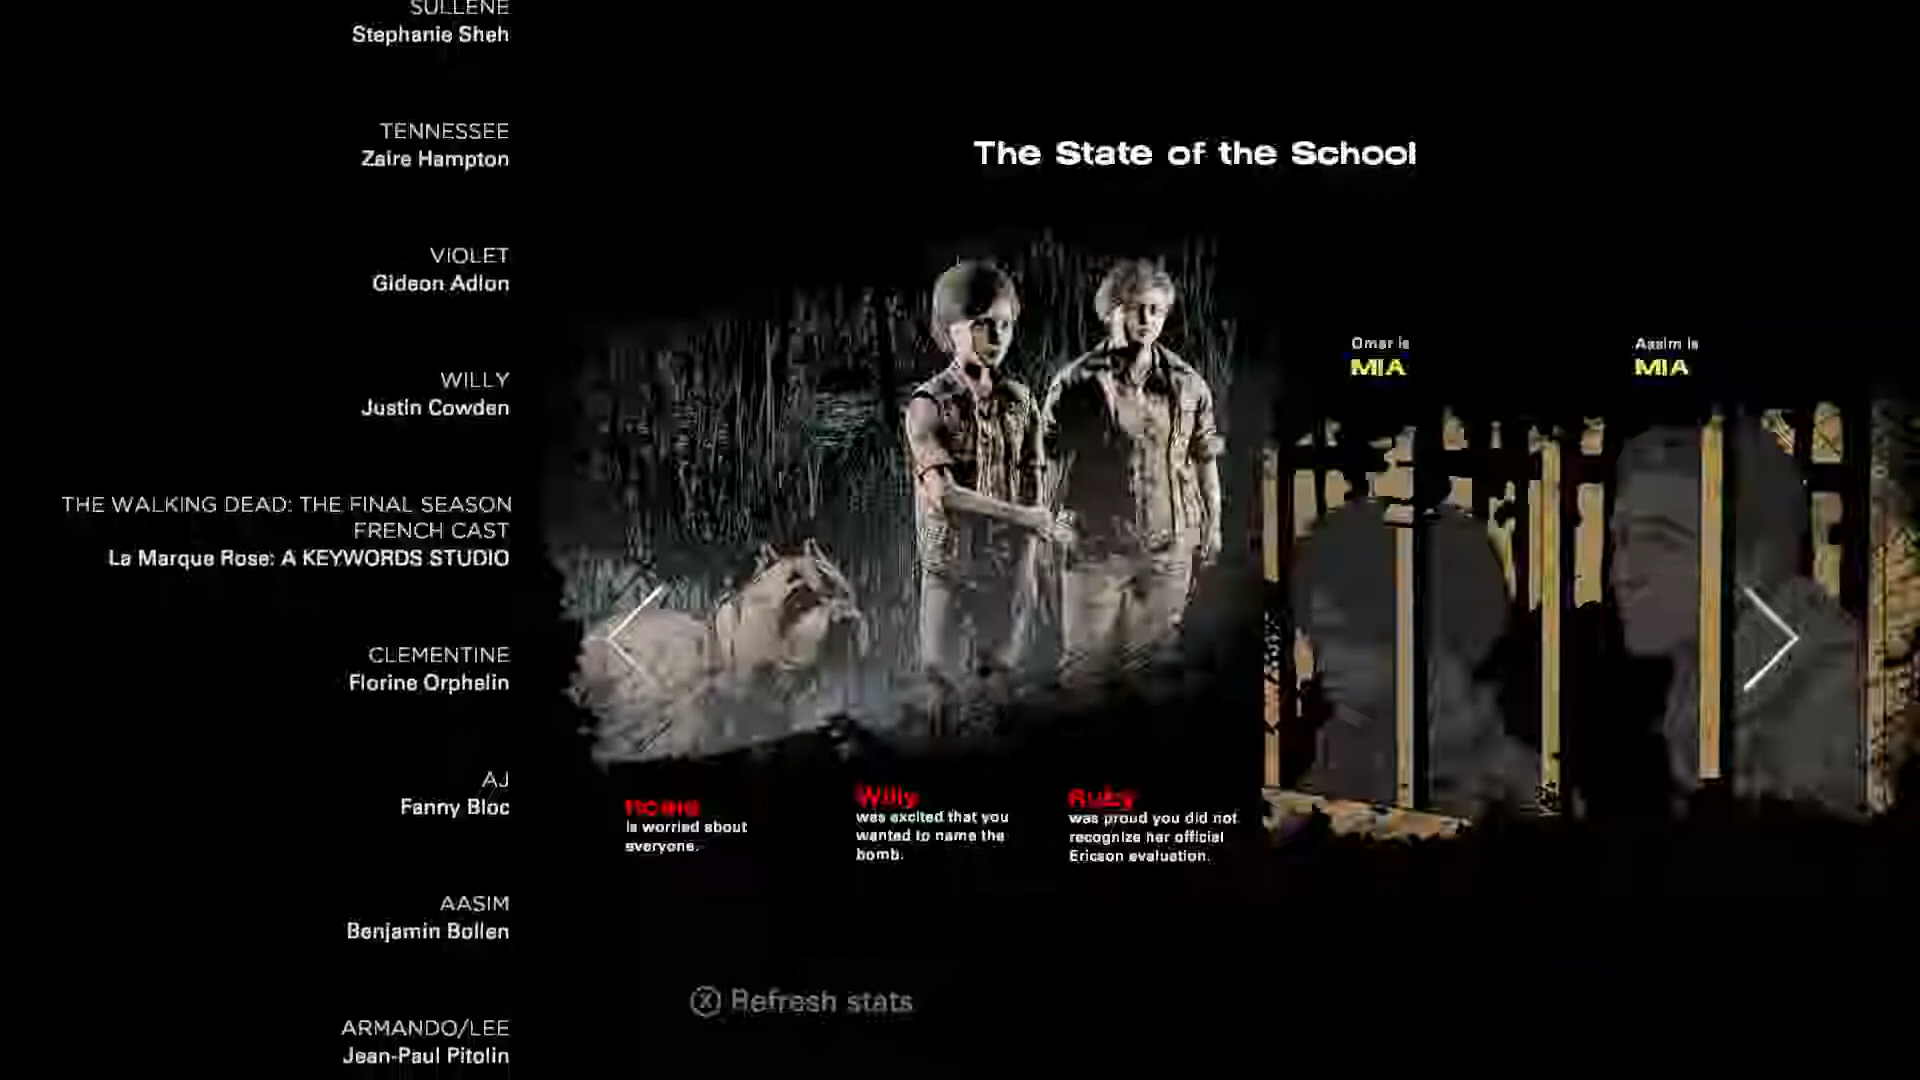 SULLENE
Stephanie Sheh
TENNESSEE
Zaire Hampton
VIOLET
Gideon Adlon
WILLY
Justin Cowden
THE WALKING DEAD: THE FINAL SEASON
FRENCH CAST
La Marque Rose: A KEYWORDS STUDIO
CLEMENTINE
Florine Orphelin
AJ
Fanny Bloc
AASIM
Benjamin Bollen
ARMANDO/LEE
Jean-Paul Pitolin
The State of the School
Omar is
MIA
Aasim is
MIA
Rosie
is worried about
everyone.
Willy
was excited that you
wanted to name the
bomb.
Ruby
was proud you did not
recognize her official
Ericson evaluation.
X Refresh stats